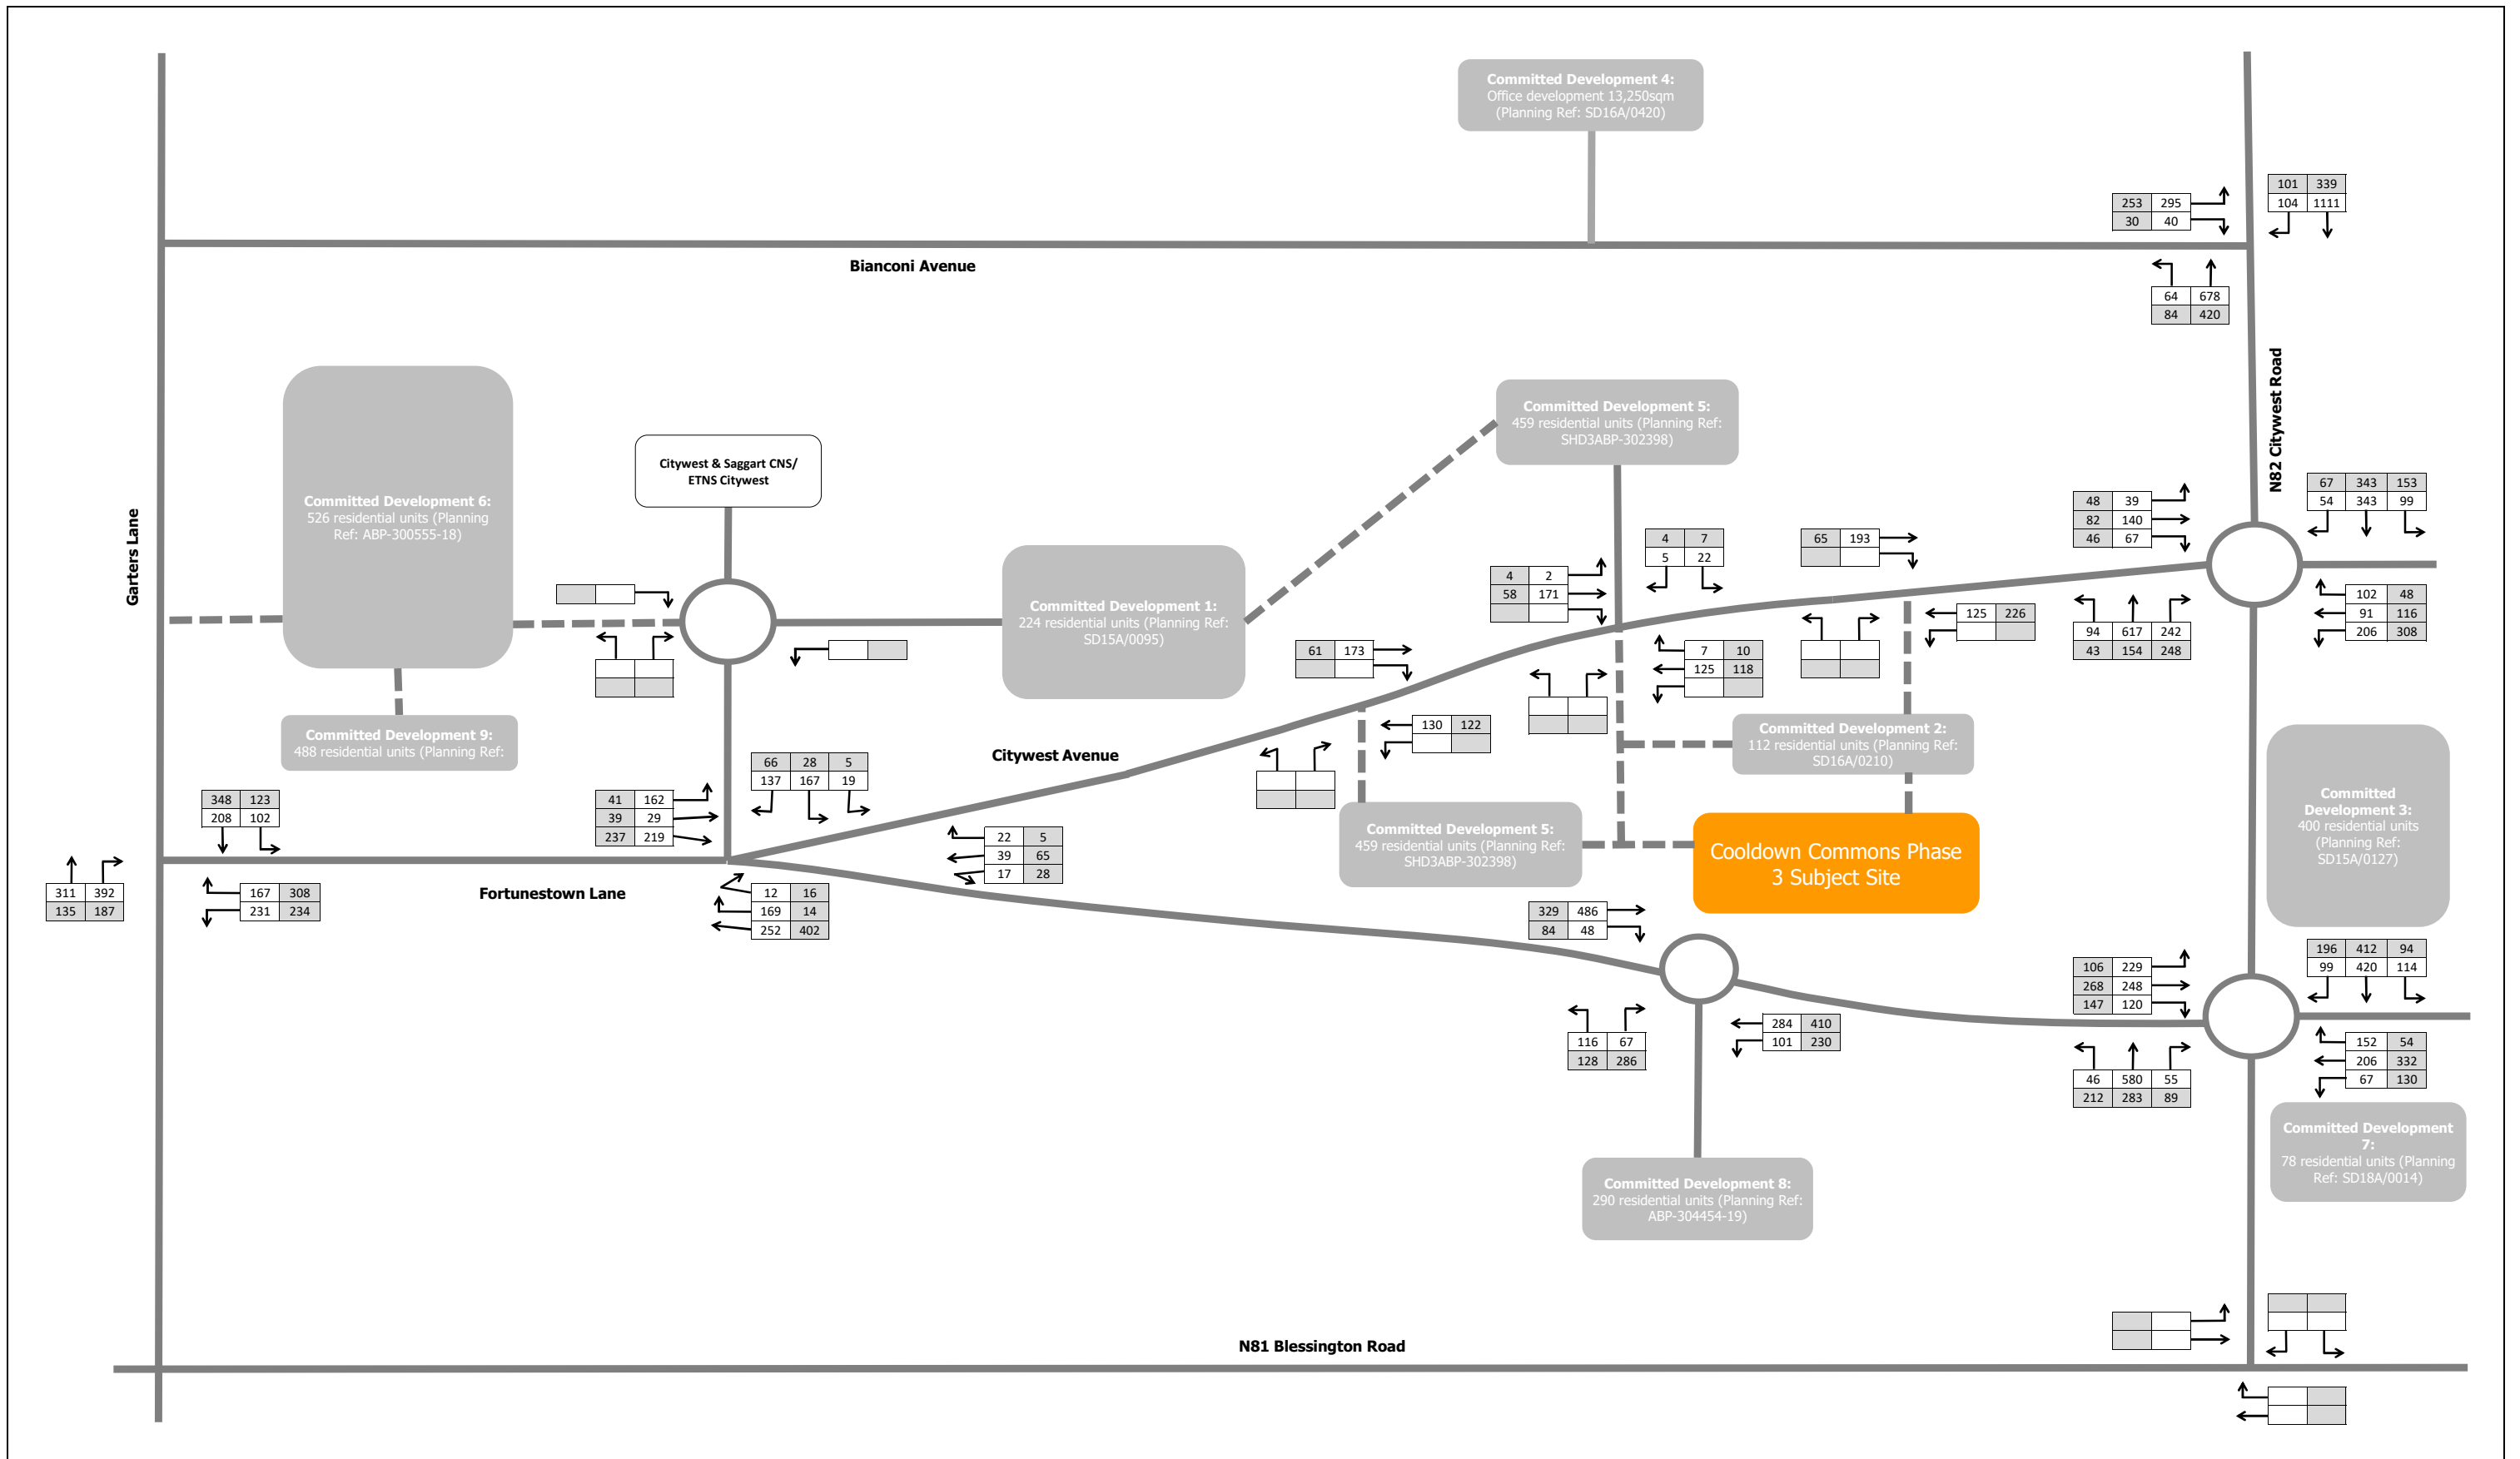 Committed Development 4:
Office development 13,250sqm
(Planning Ref: SD16A/0420)
101 339
104 1111
253 295
30 40
Bianconi Avenue
64 678
84 420
N82 Citywest Road
Committed Development 5:
459 residential units (Planning Ref:
SHD3ABP-302398)
Citywest & Saggart CNS/
ETNS Citywest
Committed Development 6:
526 residential units (Planning
Ref: ABP-300555-18)
Garters Lane
67 343 153
54 343 99
48 39
82 140
46 67
4 7
5 22
65 193
4 2
58 171
Committed Development 1:
224 residential units (Planning Ref:
SD15A/0095)
102 48
91 116
206 308
125 226
94 617 242
43 154 248
61 173
7 10
125 118
130 122
Committed Development 9:
488 residential units (Planning Ref:
Committed Development 2:
112 residential units (Planning Ref:
SD16A/0210)
Citywest Avenue
66 28 5
137 167 19
348 123
208 102
41 162
39 29
237 219
Committed
Development 3:
400 residential units
(Planning Ref:
SD15A/0127)
Committed Development 5:
459 residential units (Planning Ref:
SHD3ABP-302398)
Cooldown Commons Phase
3 Subject Site
22 5
39 65
17 28
311 392
135 187
167 308
231 234
Fortunestown Lane
12 16
169 14
252 402
329 486
84 48
196 412 94
99 420 114
106 229
268 248
147 120
284 410
101 230
116 67
128 286
152 54
206 332
67 130
46 580 55
212 283 89
Committed Development
7:
78 residential units (Planning
Ref: SD18A/0014)
Committed Development 8:
290 residential units (Planning Ref:
ABP-304454-19)
N81 Blessington Road